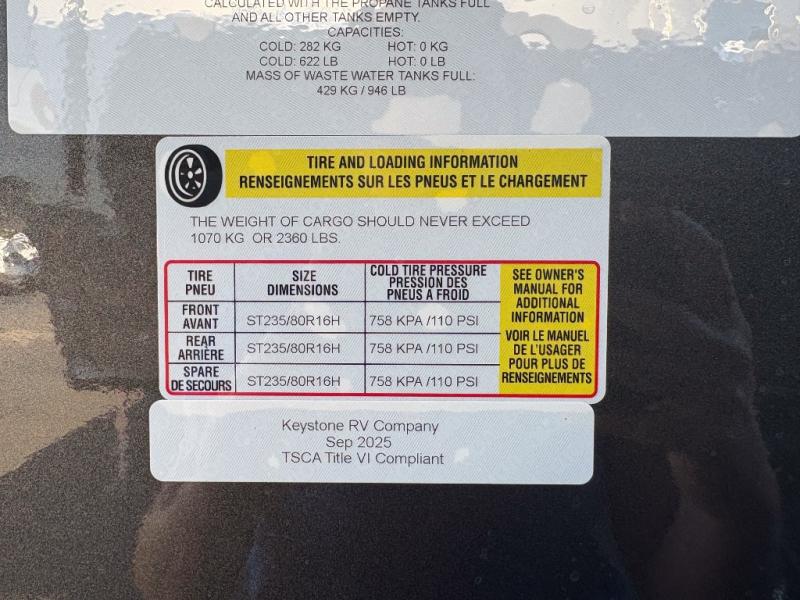 CALCULATED WITH THE PROPANE TANKS FULL
AND ALL OTHER TANKS EMPTY.
CAPACITIES:
COLD: 282 KG HOT: 0 KG
COLD: 622 LB HOT: 0 LB
MASS OF WASTE WATER TANKS FULL:
429 KG / 946 LB
TIRE AND LOADING INFORMATION
RENSEIGNEMENTS SUR LES PNEUS ET LE CHARGEMENT
THE WEIGHT OF CARGO SHOULD NEVER EXCEED
1070 KG OR 2360 LBS.
TIRE
PNEU
SIZE
DIMENSIONS
COLD TIRE PRESSURE
PRESSION DES
PNEUS A FROID
FRONT
AVANT
ST235/80R16H
758 KPA /110 PSI
REAR
ARRIÈRE
ST235/80R16H
758 KPA /110 PSI
SPARE
DE SECOURS
ST235/80R16H
758 KPA /110 PSI
SEE OWNER'S
MANUAL FOR
ADDITIONAL
INFORMATION
VOIR LE MANUEL
DE L'USAGER
POUR PLUS DE
RENSEIGNEMENTS
Keystone RV Company
Sep 2025
TSCA Title VI Compliant